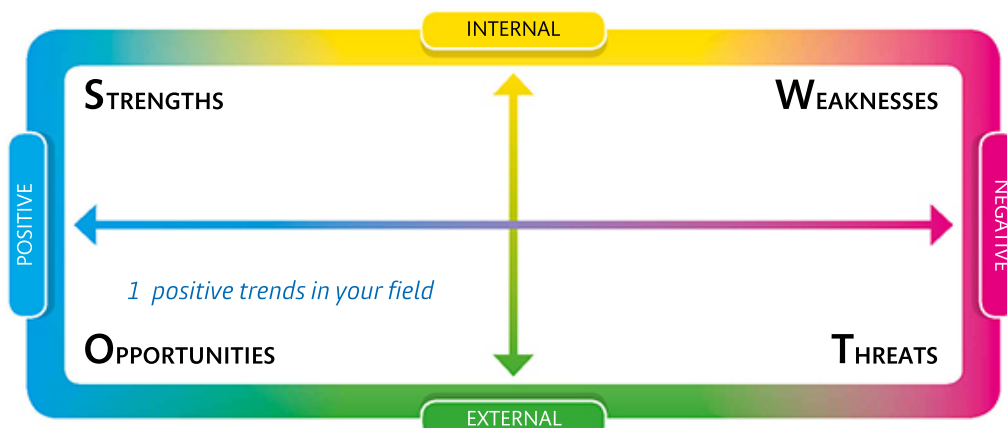 INTERNAL
STRENGTHS
WEAKNESSES
POSITIVE
NEGATIVE
1 positive trends in your field
OPPORTUNITIES
THREATS
EXTERNAL